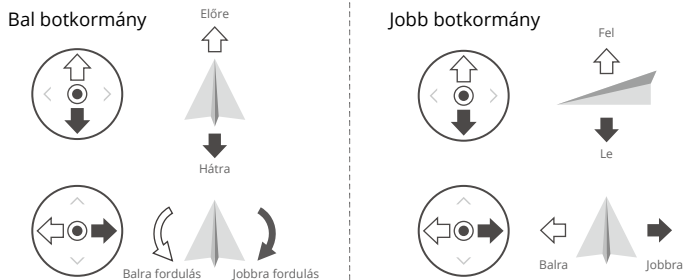 Bal botkormány
Előre
Hátra
Balra fordulás
Jobbra fordulás
Jobb botkormány
Fel
Le
Balra
Jobbra